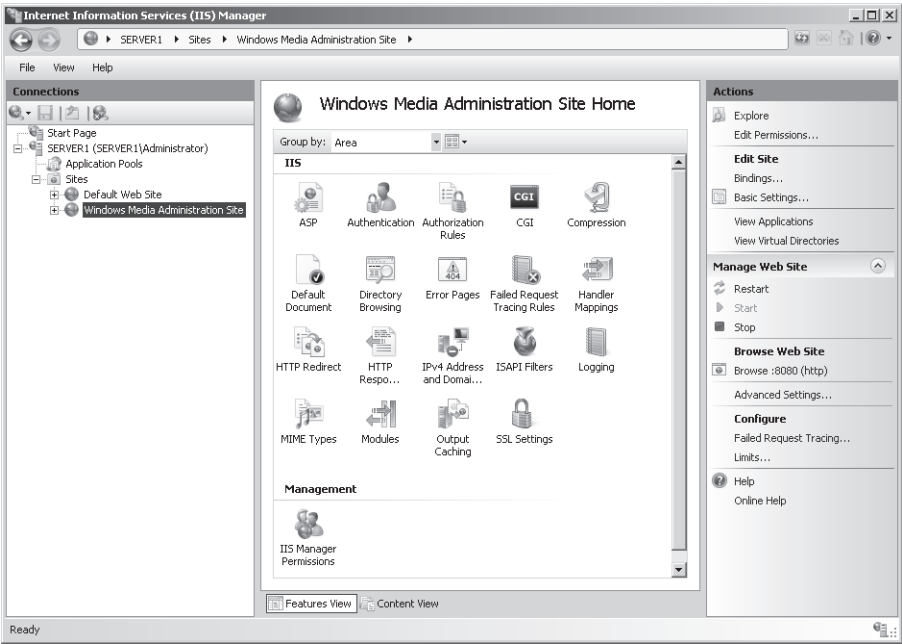 Internet Information Services (IIS) Manager
SERVER1 Sites Windows Media Administration Site
File View Help
Connections
Start Page
SERVER1 (SERVER1\Administrator)
Application Pools
Sites
Default Web Site
Windows Media Administration Site
Windows Media Administration Site Home
Group by: Area
IIS
ASP
Authentication
Authorization
Rules
CGI
CGI
Compression
Default
Document
Directory
Browsing
404
Error Pages
Failed Request
Tracing Rules
Handler
Mappings
HTTP Redirect
HTTP
Respo...
IPv4 Address
and Domai...
ISAPI Filters
Logging
MIME Types
Modules
Output
Caching
SSL Settings
Management
IIS Manager
Permissions
Features View
Content View
Actions
Explore
Edit Permissions...
Edit Site
Bindings...
Basic Settings...
View Applications
View Virtual Directories
Manage Web Site
Restart
Start
Stop
Browse Web Site
Browse :8080 (http)
Advanced Settings...
Configure
Failed Request Tracing...
Limits...
Help
Online Help
Ready